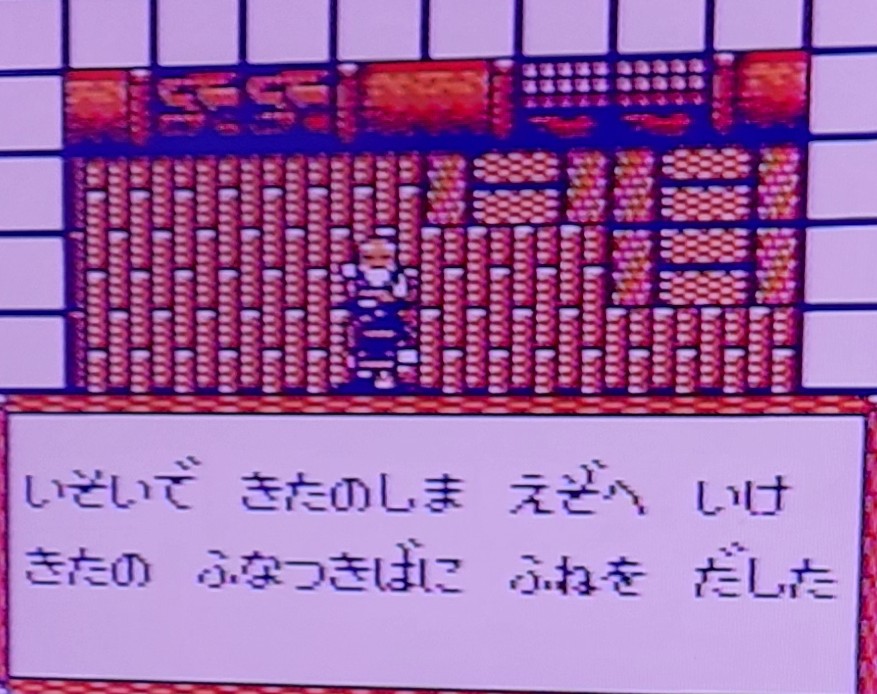 いそいで きたのしま えぞへ いけ
きたの ふなつきばに ふねを だした